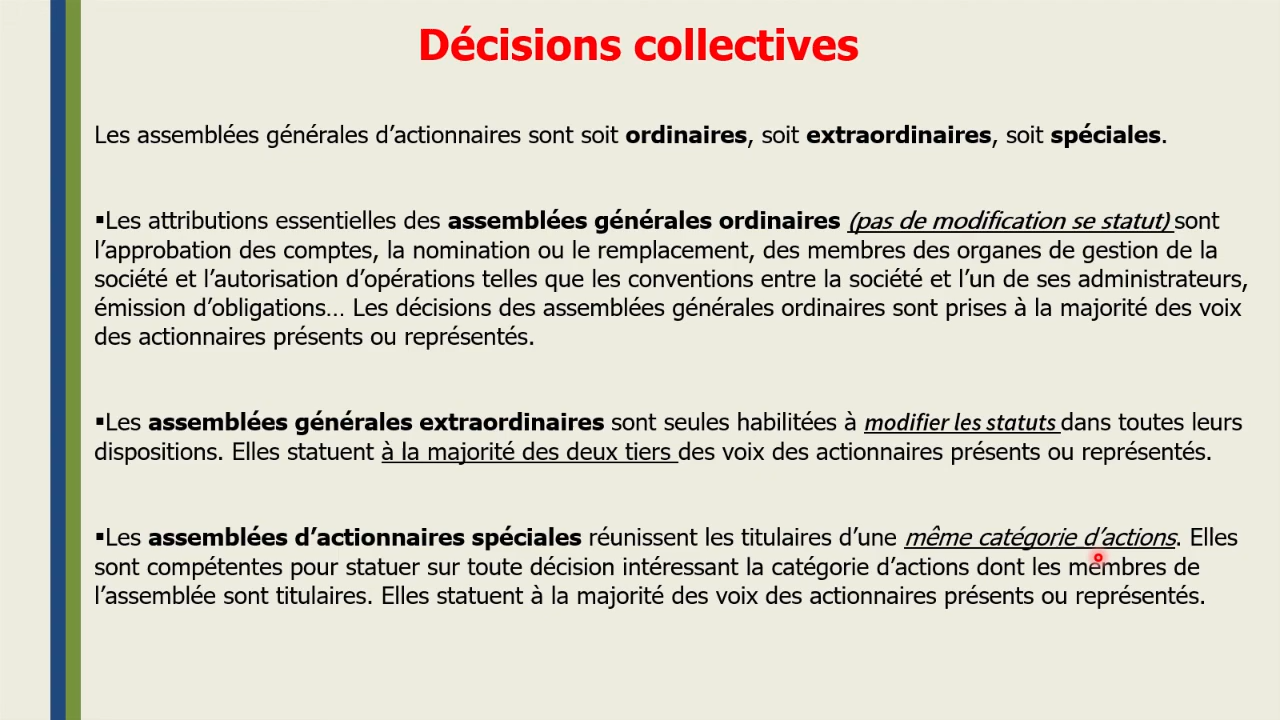 Décisions collectives
Les assemblées générales d’actionnaires sont soit ordinaires, soit extraordinaires, soit spéciales.
▪Les attributions essentielles des assemblées générales ordinaires (pas de modification se statut) sont
l’approbation des comptes, la nomination ou le remplacement, des membres des organes de gestion de la
société et l’autorisation d’opérations telles que les conventions entre la société et l’un de ses administrateurs,
émission d’obligations… Les décisions des assemblées générales ordinaires sont prises à la majorité des voix
des actionnaires présents ou représentés.
▪Les assemblées générales extraordinaires sont seules habilitées à modifier les statuts dans toutes leurs
dispositions. Elles statuent à la majorité des deux tiers des voix des actionnaires présents ou représentés.
▪Les assemblées d’actionnaires spéciales réunissent les titulaires d’une même catégorie d’actions. Elles
sont compétentes pour statuer sur toute décision intéressant la catégorie d’actions dont les membres de
l’assemblée sont titulaires. Elles statuent à la majorité des voix des actionnaires présents ou représentés.